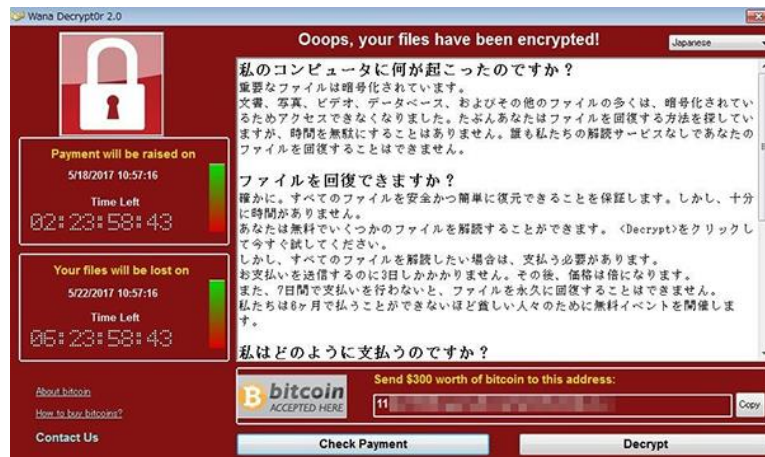 Wana Decrypt0r 2.0
Ooops, your files have been encrypted!
Japanese
Payment will be raised on
5/18/2017 10:57:16
Time Left
02:23:58:43
Your files will be lost on
5/22/2017 10:57:16
Time Left
06:23:58:43
About bitcoin
How to buy bitcoins?
Contact Us
私のコンピュータに何が起こったのですか?
重要なファイルは暗号化されています。
文書、写真、ビデオ、データベース、およびその他のファイルの多くは、暗号化されてい
るためアクセスできなくなりました。たぶんあなたはファイルを回復する方法を探してい
ますが、時間を無駄にすることはありません。誰も私たちの解読サービスなしであなたの
ファイルを回復することはできません。
ファイルを回復できますか?
確かに。すべてのファイルを安全かつ簡単に復元できることを保証します。しかし、十分
に時間がありません。
あなたは無料でいくつかのファイルを解読することができます。 <Decrypt>をクリックし
て今すぐ試してください。
しかし、すべてのファイルを解読したい場合は、支払う必要があります。
お支払いを送信するのに3日しかかかりません。その後、価格は倍になります。
また、7日間で支払いを行わないと、ファイルを永久に回復することはできません。
私たちは6ヶ月で払うことができないほど貧しい人々のために無料イベントを開催しま
す。
私はどのように支払うのですか?
bitcoin
ACCEPTED HERE
Send $300 worth of bitcoin to this address:
11
Copy
Check Payment
Decrypt